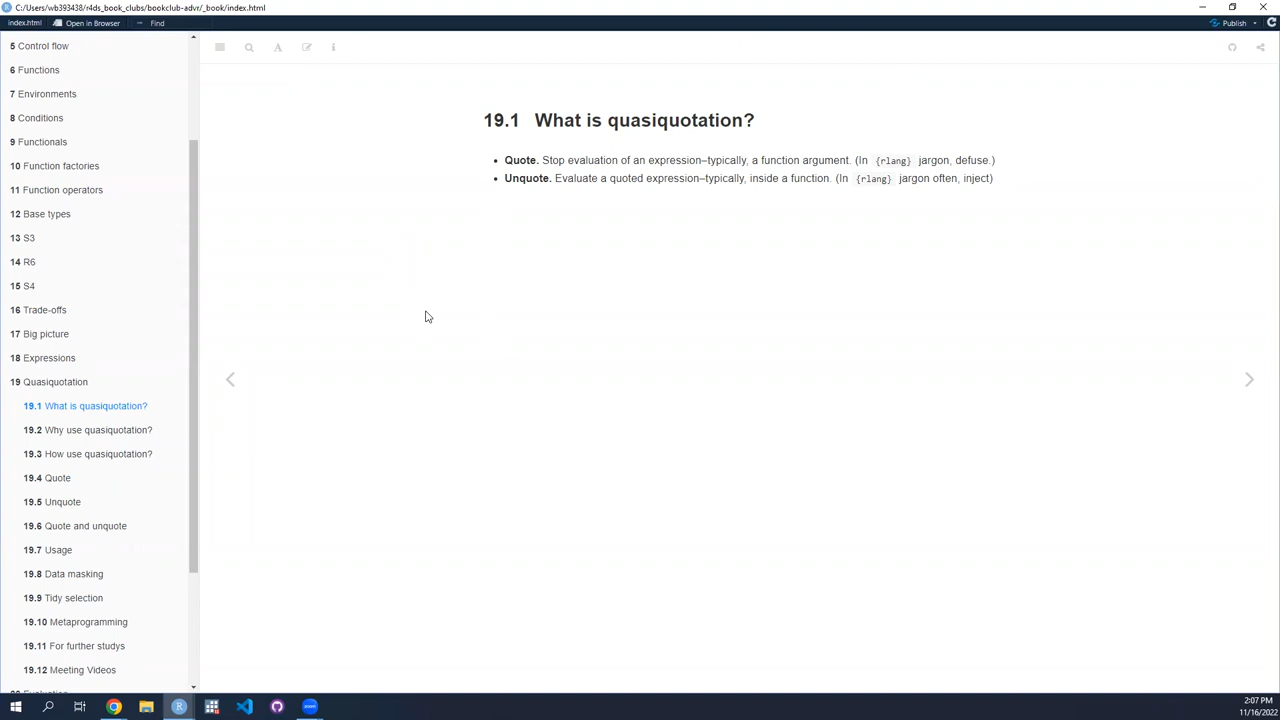 C:/Users/wb393438/r4ds_book_clubs/bookclub-advr/_book/index.html
index.html
Open in Browser
Find
Publish
5 Control flow
6 Functions
7 Environments
8 Conditions
9 Functionals
10 Function factories
11 Function operators
12 Base types
13 S3
14 R6
15 S4
16 Trade-offs
17 Big picture
18 Expressions
19 Quasiquotation
19.1 What is quasiquotation?
19.2 Why use quasiquotation?
19.3 How use quasiquotation?
19.4 Quote
19.5 Unquote
19.6 Quote and unquote
19.7 Usage
19.8 Data masking
19.9 Tidy selection
19.10 Metaprogramming
19.11 For further studys
19.12 Meeting Videos
19.1 What is quasiquotation?
• Quote. Stop evaluation of an expression–typically, a function argument. (In {rlang} jargon, defuse.)
• Unquote. Evaluate a quoted expression–typically, inside a function. (In {rlang} jargon often, inject)
2:07 PM
11/16/2022